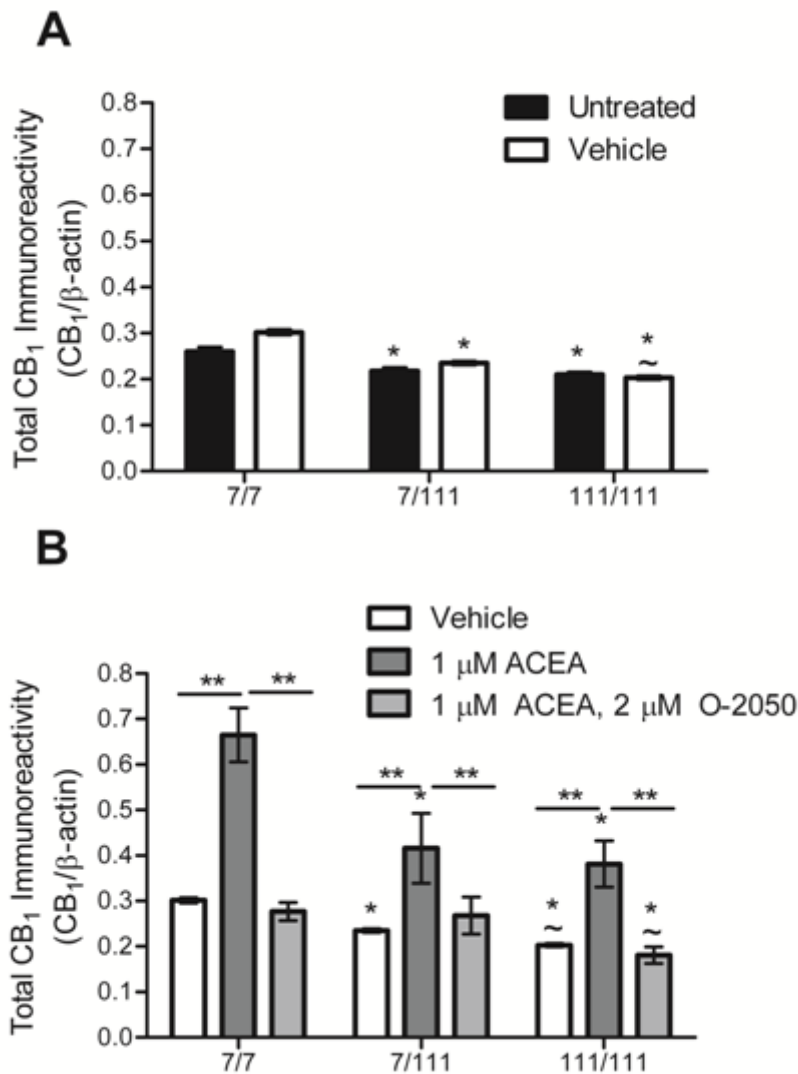 A
Total CB₁ Immunoreactivity
(CB₁/β-actin)
0.8
0.7
0.6
0.5
0.4
0.3
0.2
0.1
0.0
Untreated
Vehicle
* * * *
~
7/7 7/111 111/111
B
Total CB₁ Immunoreactivity
(CB₁/β-actin)
0.8
0.7
0.6
0.5
0.4
0.3
0.2
0.1
0.0
Vehicle
1 μM ACEA
1 μM ACEA, 2 μM O-2050
** **
** **
** **
* *
* * *
~ ~
7/7 7/111 111/111